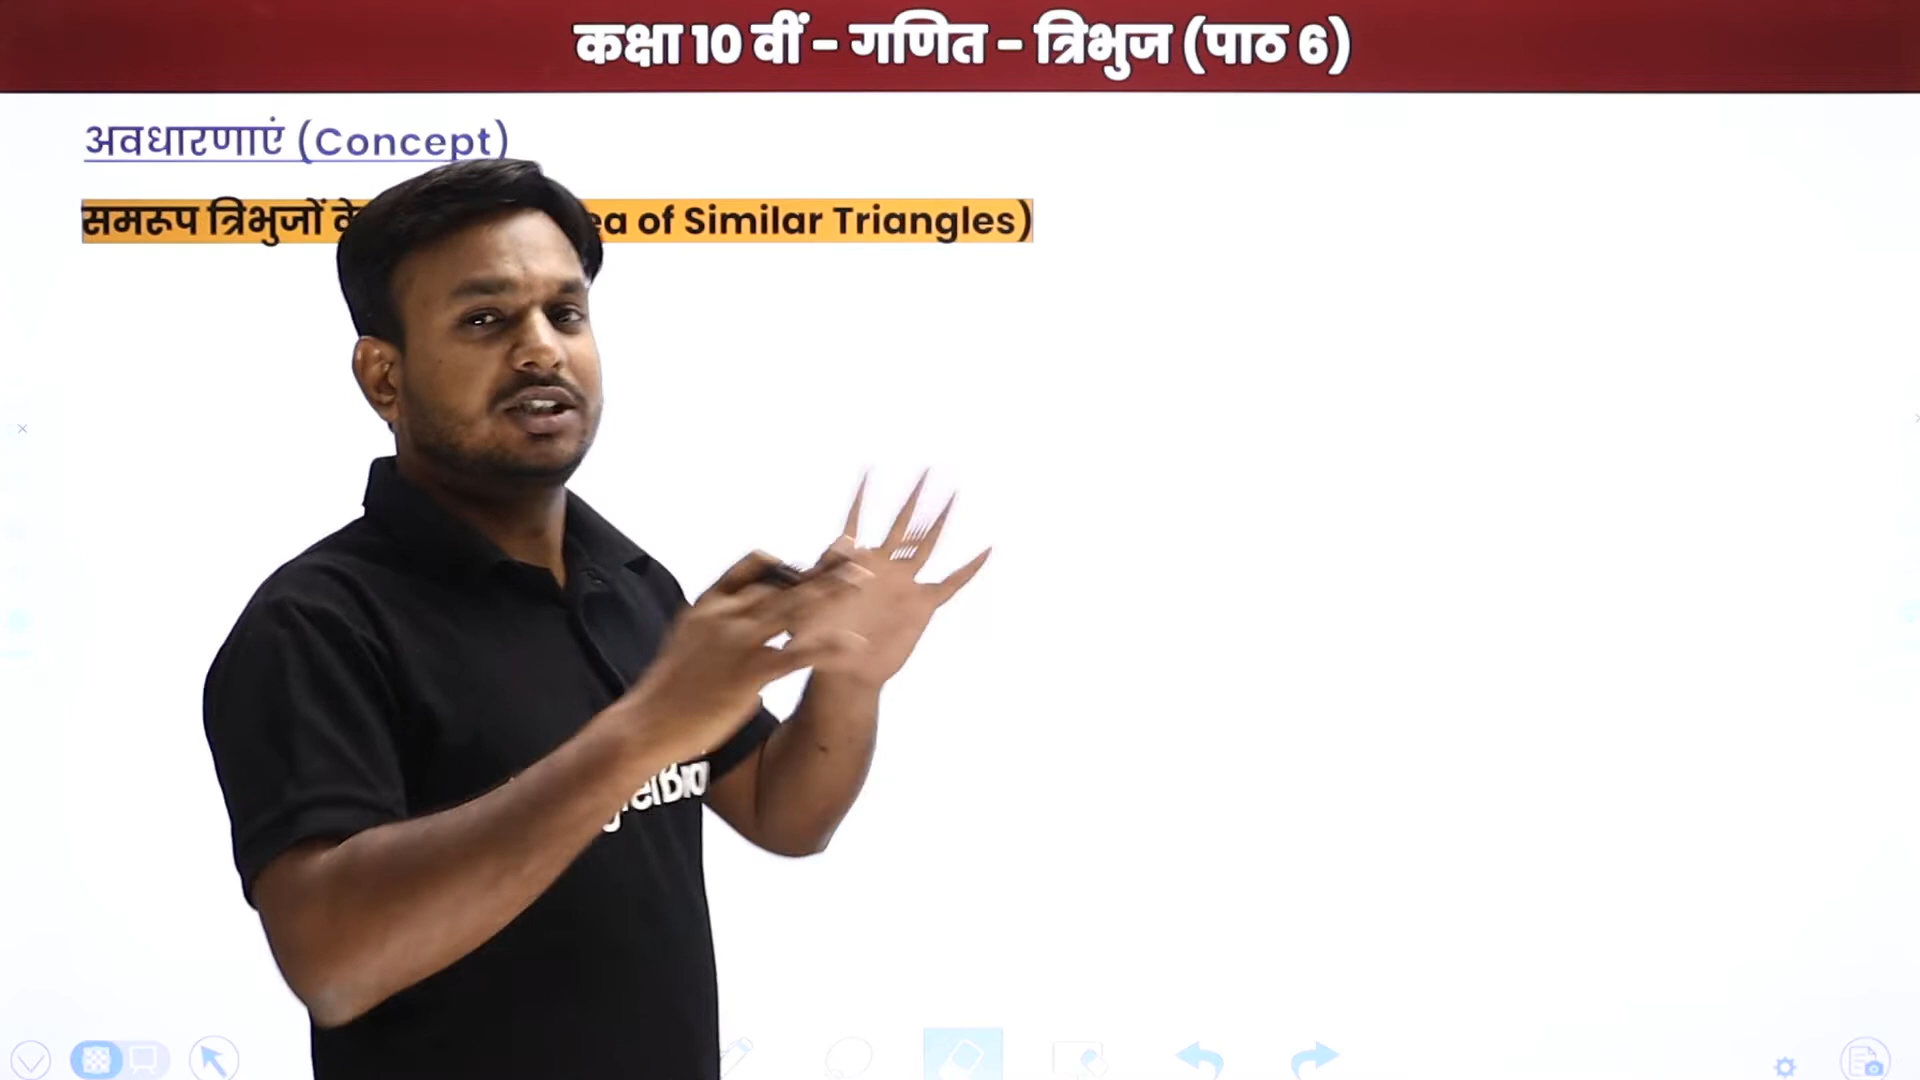 कक्षा 10 वीं - गणित - त्रिभुज (पाठ 6)
अवधारणाएं (Concept)
समरूप त्रिभुजों of Similar Triangles)